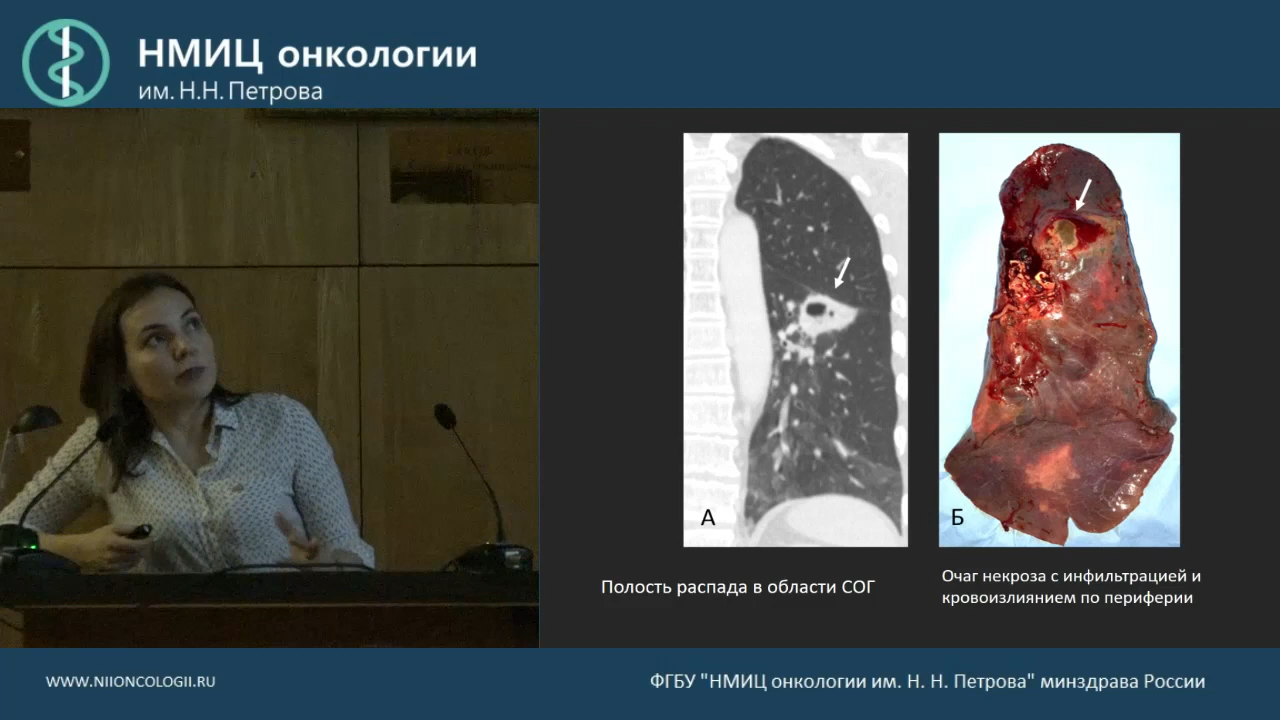 НМИЦ онкологии
им. Н.Н. Петрова
А
Б
Полость распада в области СОГ
Очаг некроза с инфильтрацией и
кровоизлиянием по периферии
WWW.NIIONCOLOGII.RU
ФГБУ "НМИЦ онкологии им. Н. Н. Петрова" минздрава России